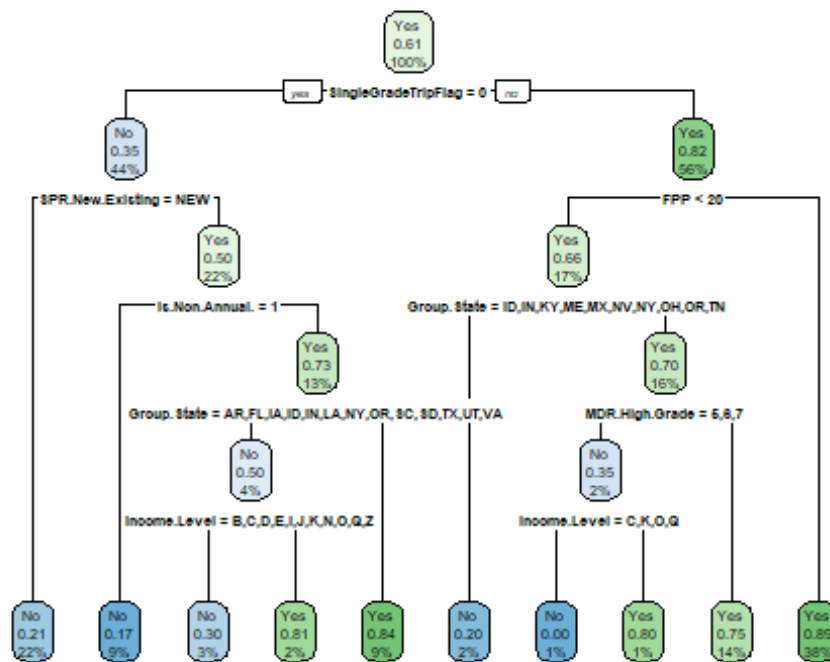 Yes
0.61
100%
yes SingleGradeTripFlag = 0 no
No
0.35
44%
Yes
0.82
56%
SPR.New.Existing = NEW
FPP < 20
Yes
0.50
22%
Yes
0.66
17%
Is.Non.Annual. = 1
Group.State = ID,IN,KY,ME,MX,NV,NY,OH,OR,TN
Yes
0.73
13%
Yes
0.70
16%
Group.State = AR,FL,IA,ID,IN,LA,NY,OR,SC,SD,TX,UT,VA
MDR.High.Grade = 5,6,7
No
0.50
4%
No
0.35
2%
Income.Level = B,C,D,E,I,J,K,N,O,Q,Z
Income.Level = C,K,O,Q
No
0.21
22%
No
0.17
9%
No
0.30
3%
Yes
0.81
2%
Yes
0.84
9%
No
0.20
2%
No
0.00
1%
Yes
0.80
1%
Yes
0.75
14%
Yes
0.89
38%